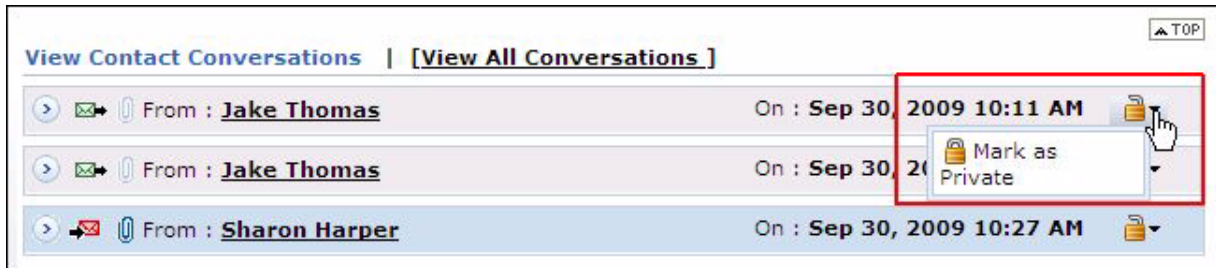 TOP
View Contact Conversations | [View All Conversations ]
From : Jake Thomas On : Sep 30, 2009 10:11 AM
Mark as
From : Jake Thomas On : Sep 30, 2
Private
From : Sharon Harper On : Sep 30, 2009 10:27 AM